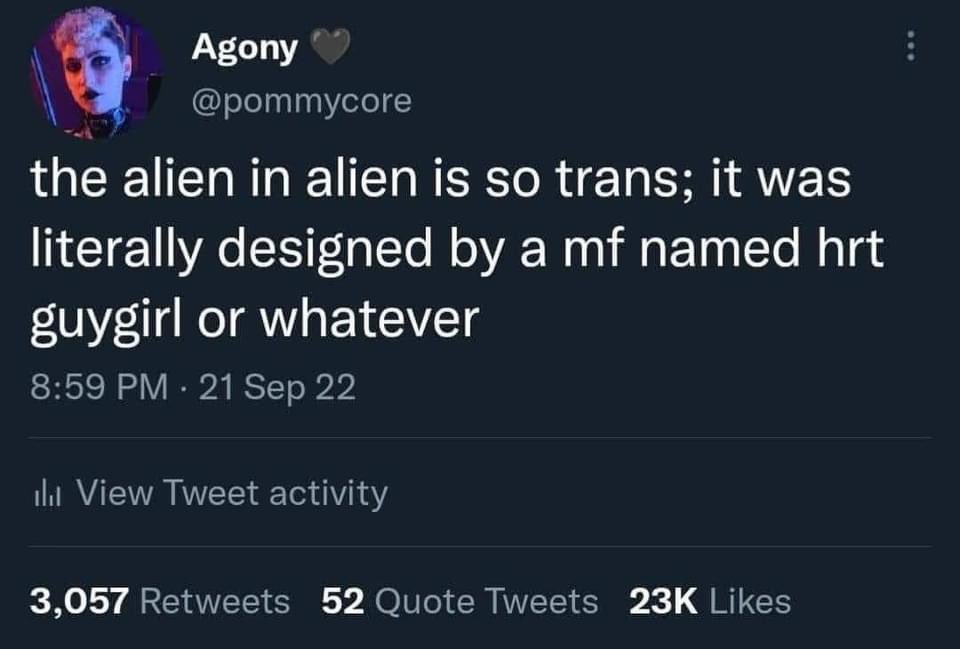 Agony 🖤
@pommycore
the alien in alien is so trans; it was
literally designed by a mf named hrt
guygirl or whatever
8:59 PM · 21 Sep 22
View Tweet activity
3,057 Retweets 52 Quote Tweets 23K Likes